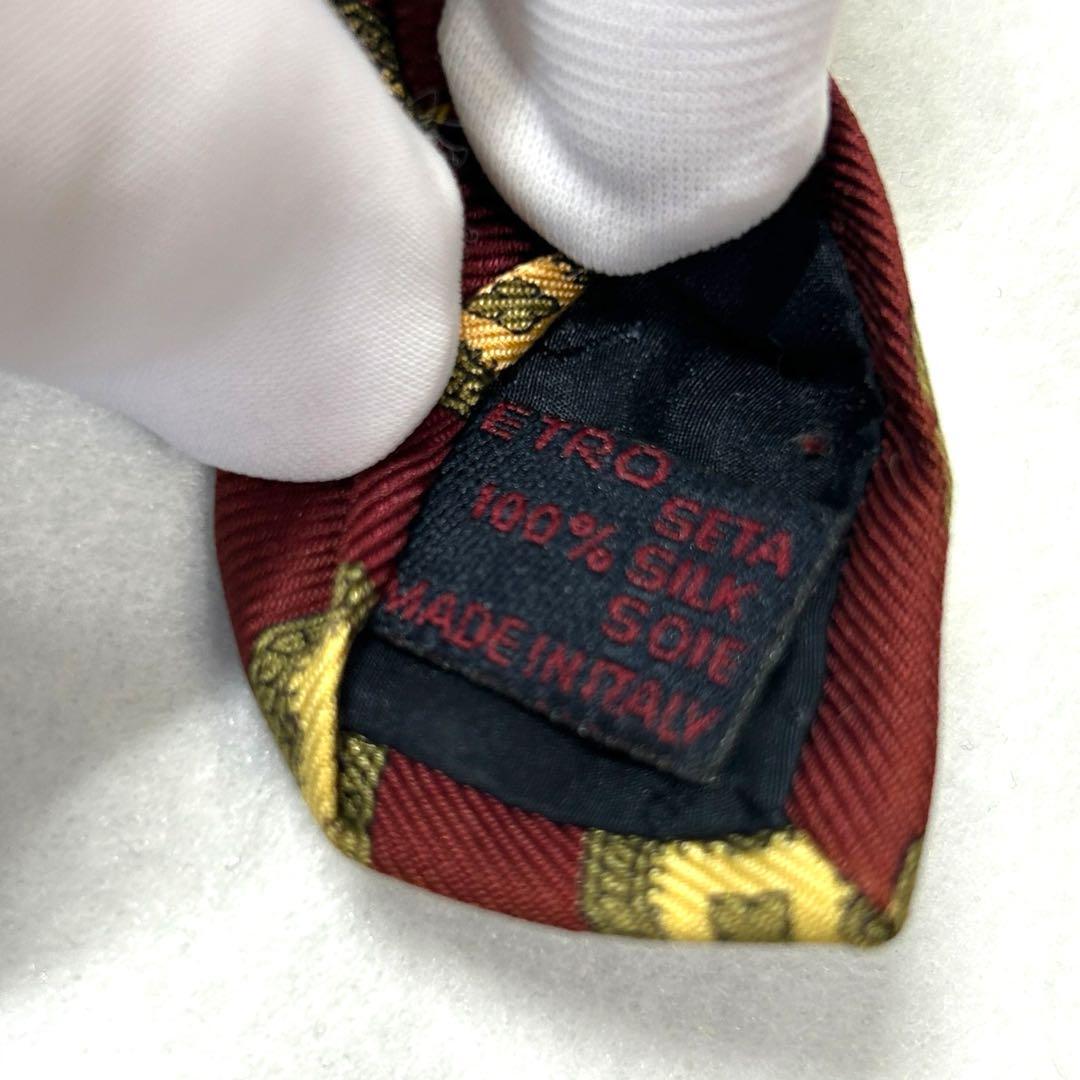 ETRO
SETA
100% SILK
SOIE
MADE IN ITALY